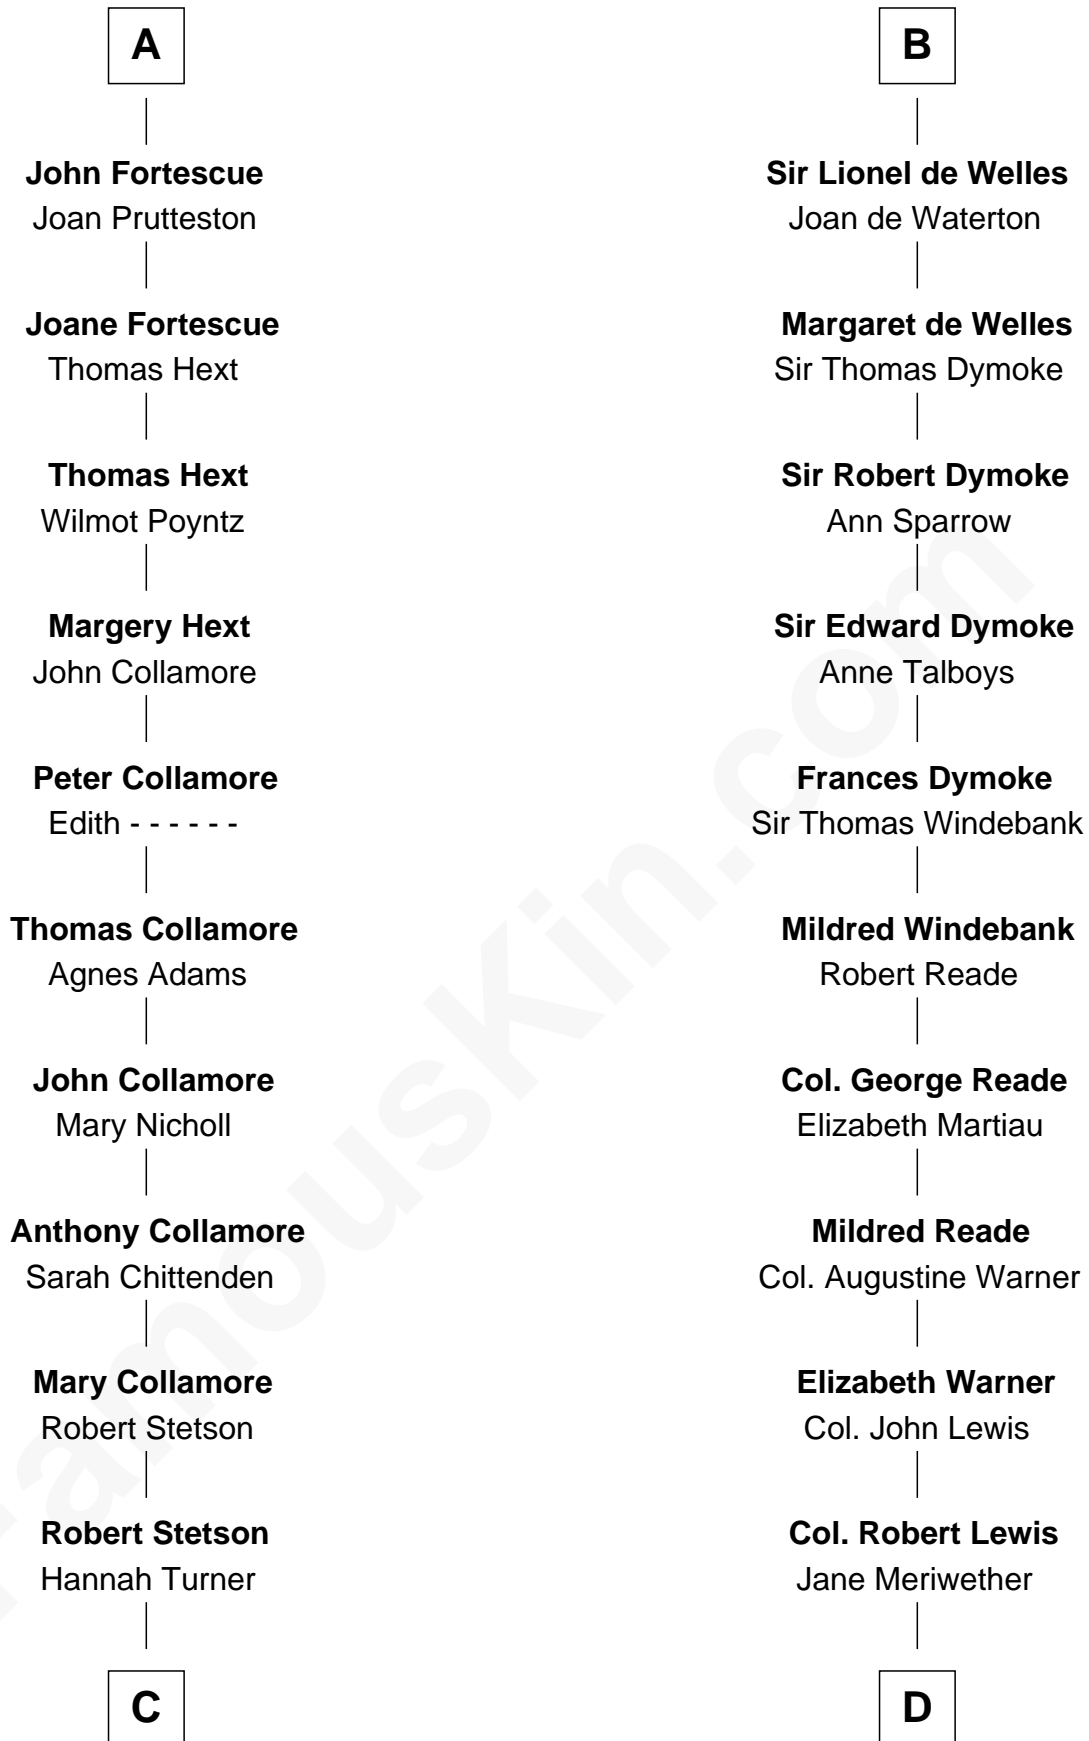 A
John Fortescue
Joan Prutteston
Joane Fortescue
Thomas Hext
Thomas Hext
Wilmot Poyntz
Margery Hext
John Collamore
Peter Collamore
Edith - - - - - -
Thomas Collamore
Agnes Adams
John Collamore
Mary Nicholl
Anthony Collamore
Sarah Chittenden
Mary Collamore
Robert Stetson
Robert Stetson
Hannah Turner
C
B
Sir Lionel de Welles
Joan de Waterton
Margaret de Welles
Sir Thomas Dymoke
Sir Robert Dymoke
Ann Sparrow
Sir Edward Dymoke
Anne Talboys
Frances Dymoke
Sir Thomas Windebank
Mildred Windebank
Robert Reade
Col. George Reade
Elizabeth Martiau
Mildred Reade
Col. Augustine Warner
Elizabeth Warner
Col. John Lewis
Col. Robert Lewis
Jane Meriwether
D
FamousKin.com